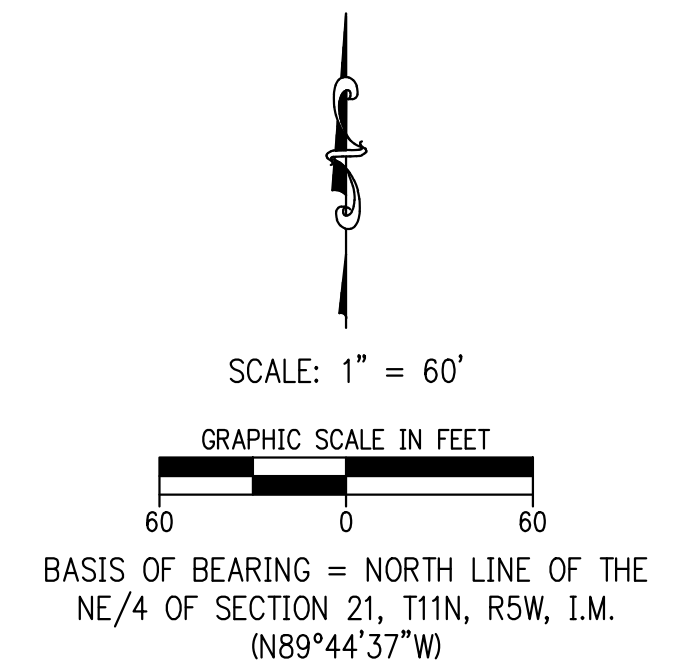 SCALE: 1" = 60'
GRAPHIC SCALE IN FEET
60 0 60
BASIS OF BEARING = NORTH LINE OF THE
NE/4 OF SECTION 21, T11N, R5W, I.M.
(N89°44'37"W)